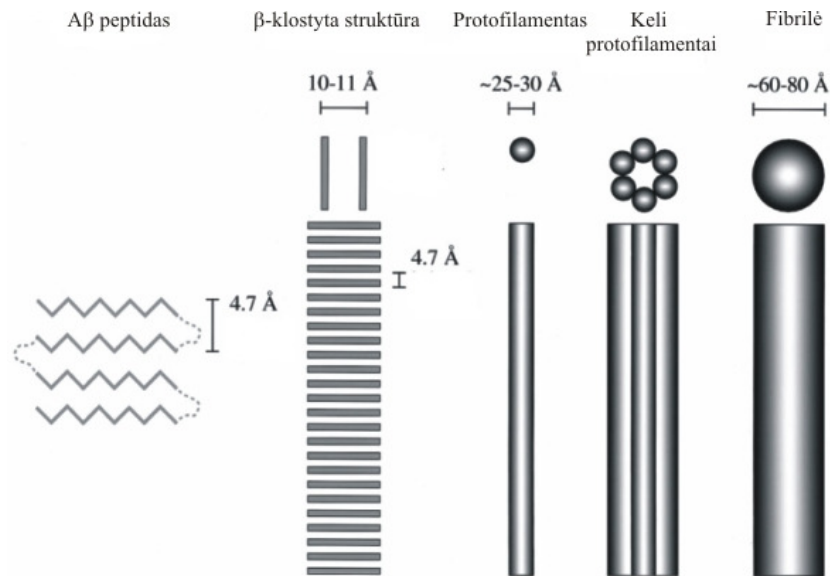 Aβ peptidas
β-klostyta struktūra
Protofilamentas
Keli
protofilamentai
Fibrilė
10-11 Å
~25-30 Å
~60-80 Å
4.7 Å
4.7 Å